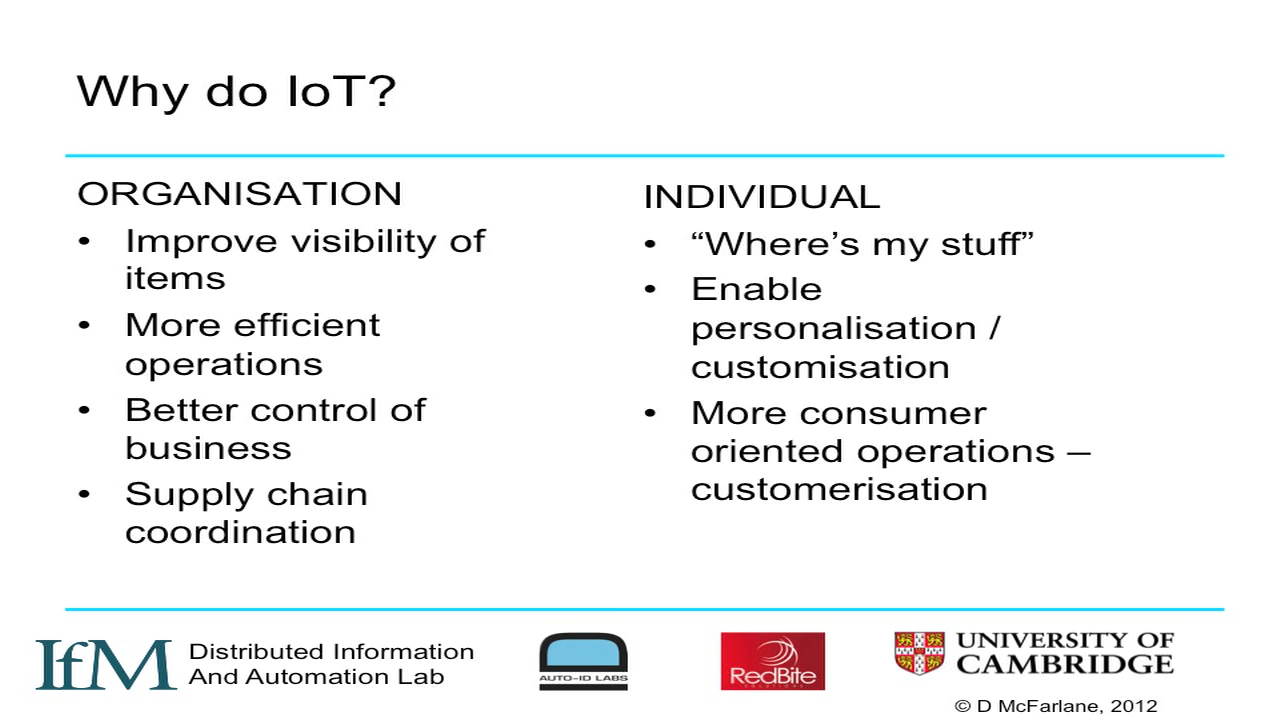 Why do IoT?
ORGANISATION
• Improve visibility of
items
• More efficient
operations
• Better control of
business
• Supply chain
coordination
INDIVIDUAL
• “Where’s my stuff”
• Enable
personalisation /
customisation
• More consumer
oriented operations –
customerisation
IfM
Distributed Information
And Automation Lab
AUTO-ID LABS
RedBite
SOLUTIONS
UNIVERSITY OF
CAMBRIDGE
© D McFarlane, 2012